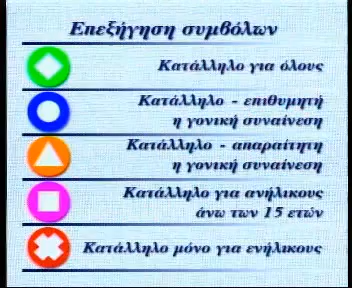 Επεξήγηση συμβόλων
Κατάλληλο για όλους
Κατάλληλο - επιθυμητή
η γονική συναίνεση
Κατάλληλο - απαραίτητη
η γονική συναίνεση
Κατάλληλο για ανήλικους
άνω των 15 ετών
Κατάλληλο μόνο για ενήλικους